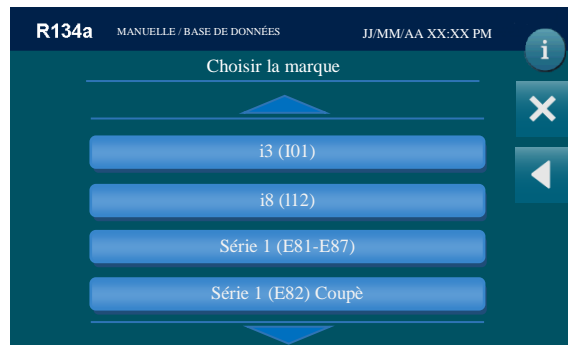 R134a MANUELLE / BASE DE DONNÉES JJ/MM/AA XX:XX PM
i
Choisir la marque
i3 (I01)
i8 (l12)
Série 1 (E81-E87)
Série 1 (E82) Coupè